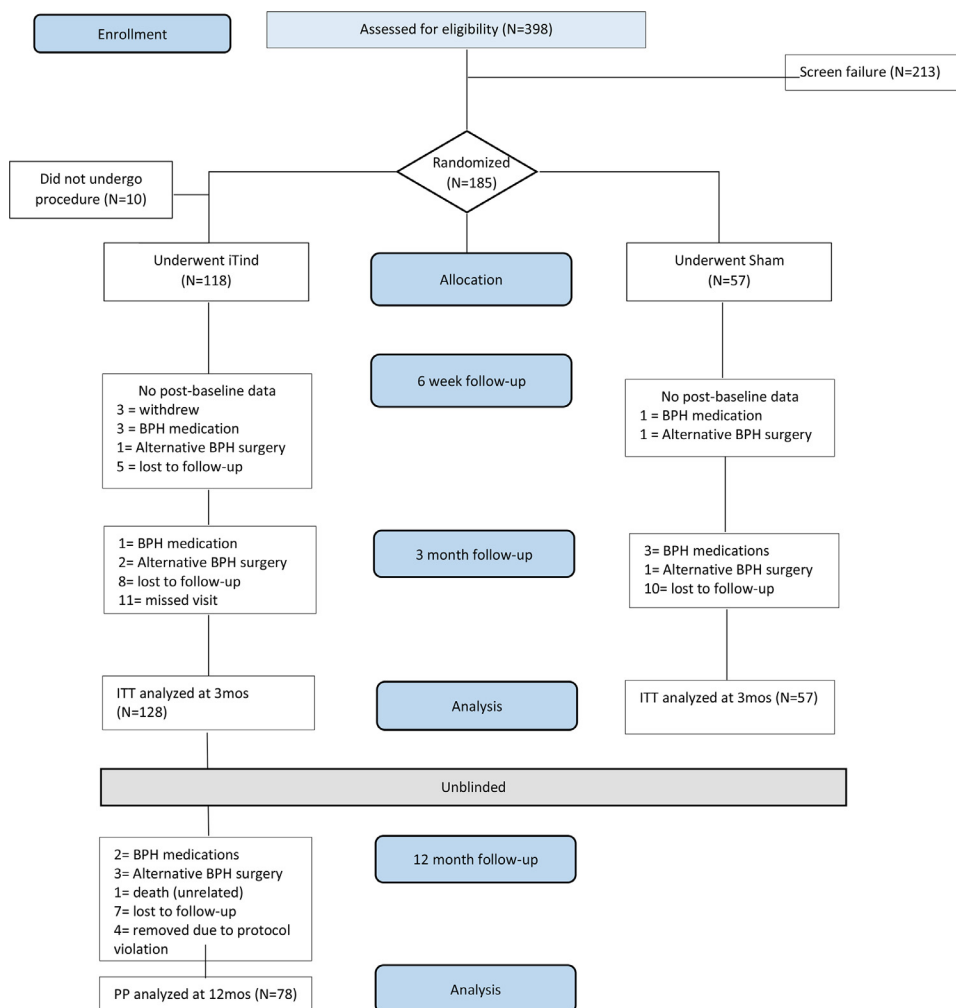 Enrollment
Assessed for eligibility (N=398)
Screen failure (N=213)
Randomized
(N=185)
Did not undergo
procedure (N=10)
Underwent iTind
(N=118)
Allocation
Underwent Sham
(N=57)
6 week follow-up
No post-baseline data
3 = withdrew
3 = BPH medication
1= Alternative BPH surgery
5 = lost to follow-up
No post-baseline data
1 = BPH medication
1 = Alternative BPH surgery
1= BPH medication
2= Alternative BPH surgery
8= lost to follow-up
11= missed visit
3 month follow-up
3= BPH medications
1= Alternative BPH surgery
10= lost to follow-up
ITT analyzed at 3mos
(N=128)
Analysis
ITT analyzed at 3mos (N=57)
Unblinded
2= BPH medications
3= Alternative BPH surgery
1= death (unrelated)
7= lost to follow-up
4= removed due to protocol
violation
12 month follow-up
PP analyzed at 12mos (N=78)
Analysis